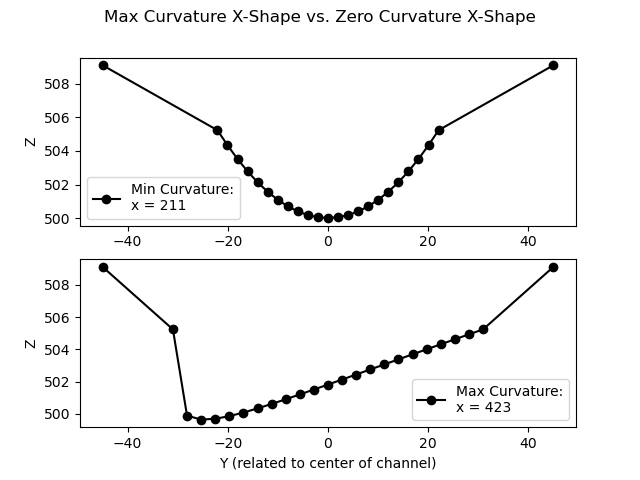 Max Curvature X-Shape vs. Zero Curvature X-Shape
508
506
504
502
500
Z
Min Curvature:
x = 211
−40
−20
0
20
40
508
506
504
502
500
Z
Max Curvature:
x = 423
−40
−20
0
20
40
Y (related to center of channel)